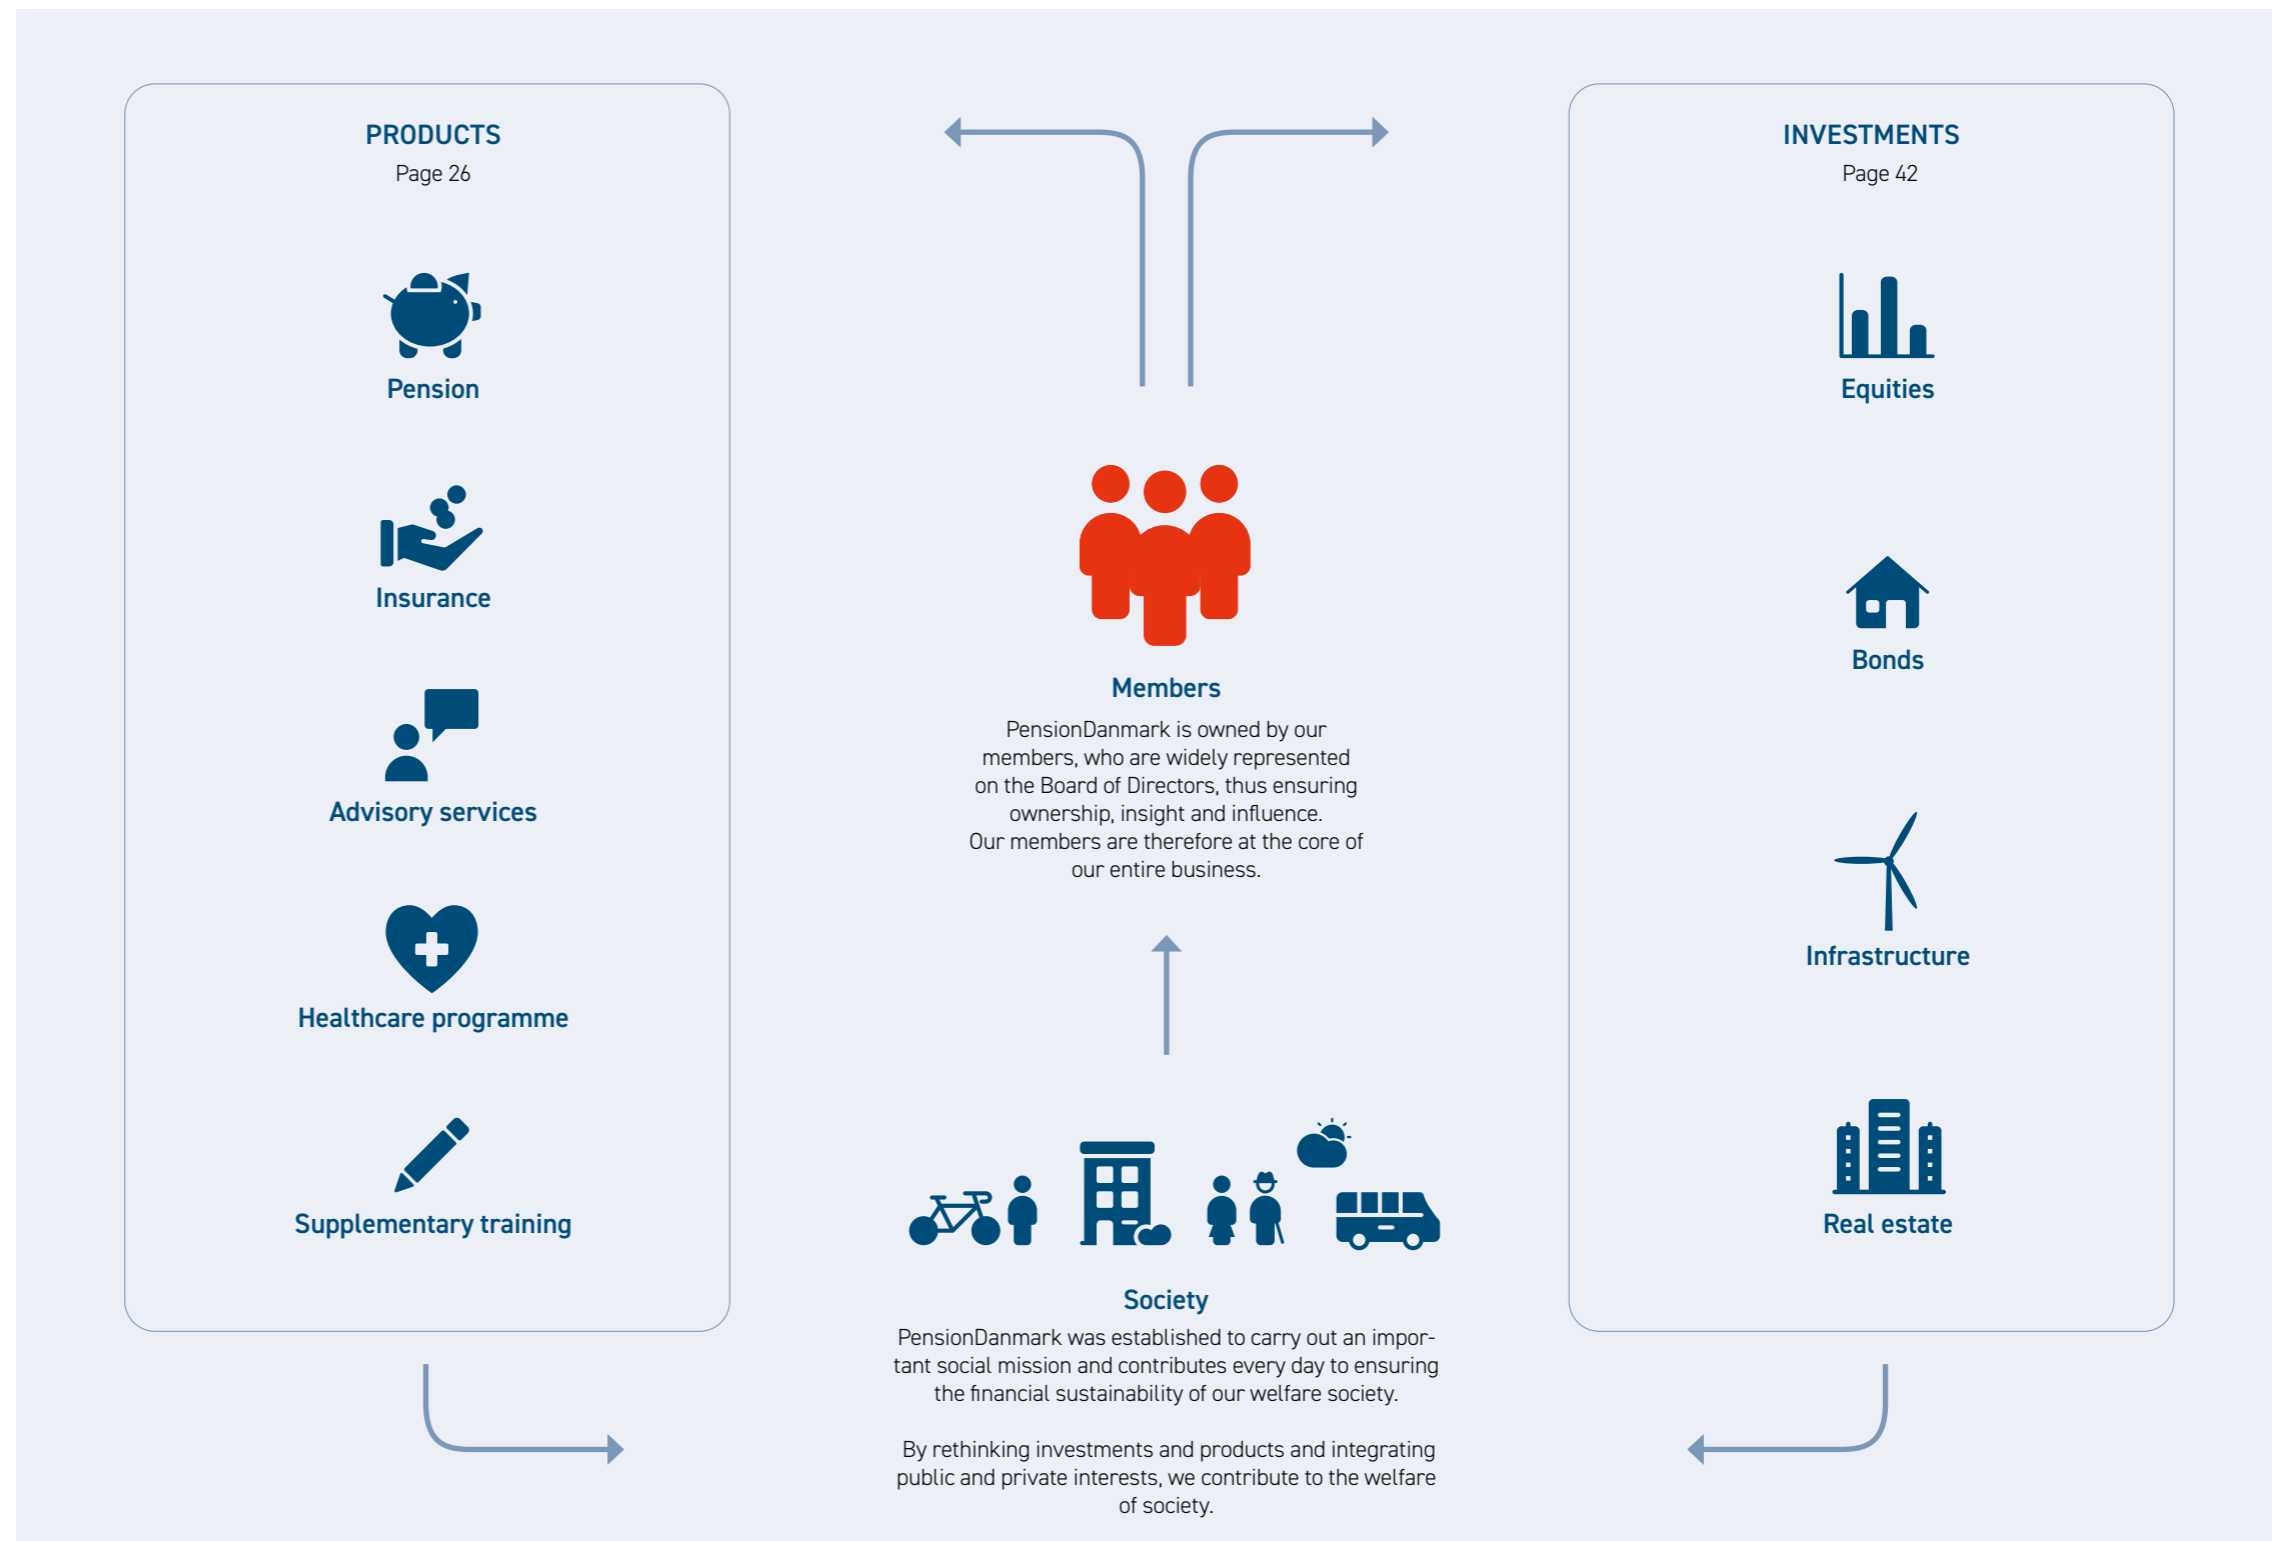 PRODUCTS
Page 26
Pension
Insurance
Advisory services
Healthcare programme
Supplementary training
Members
PensionDanmark is owned by our
members, who are widely represented
on the Board of Directors, thus ensuring
ownership, insight and influence.
Our members are therefore at the core of
our entire business.
Society
PensionDanmark was established to carry out an impor-
tant social mission and contributes every day to ensuring
the financial sustainability of our welfare society.
By rethinking investments and products and integrating
public and private interests, we contribute to the welfare
of society.
INVESTMENTS
Page 42
Equities
Bonds
Infrastructure
Real estate